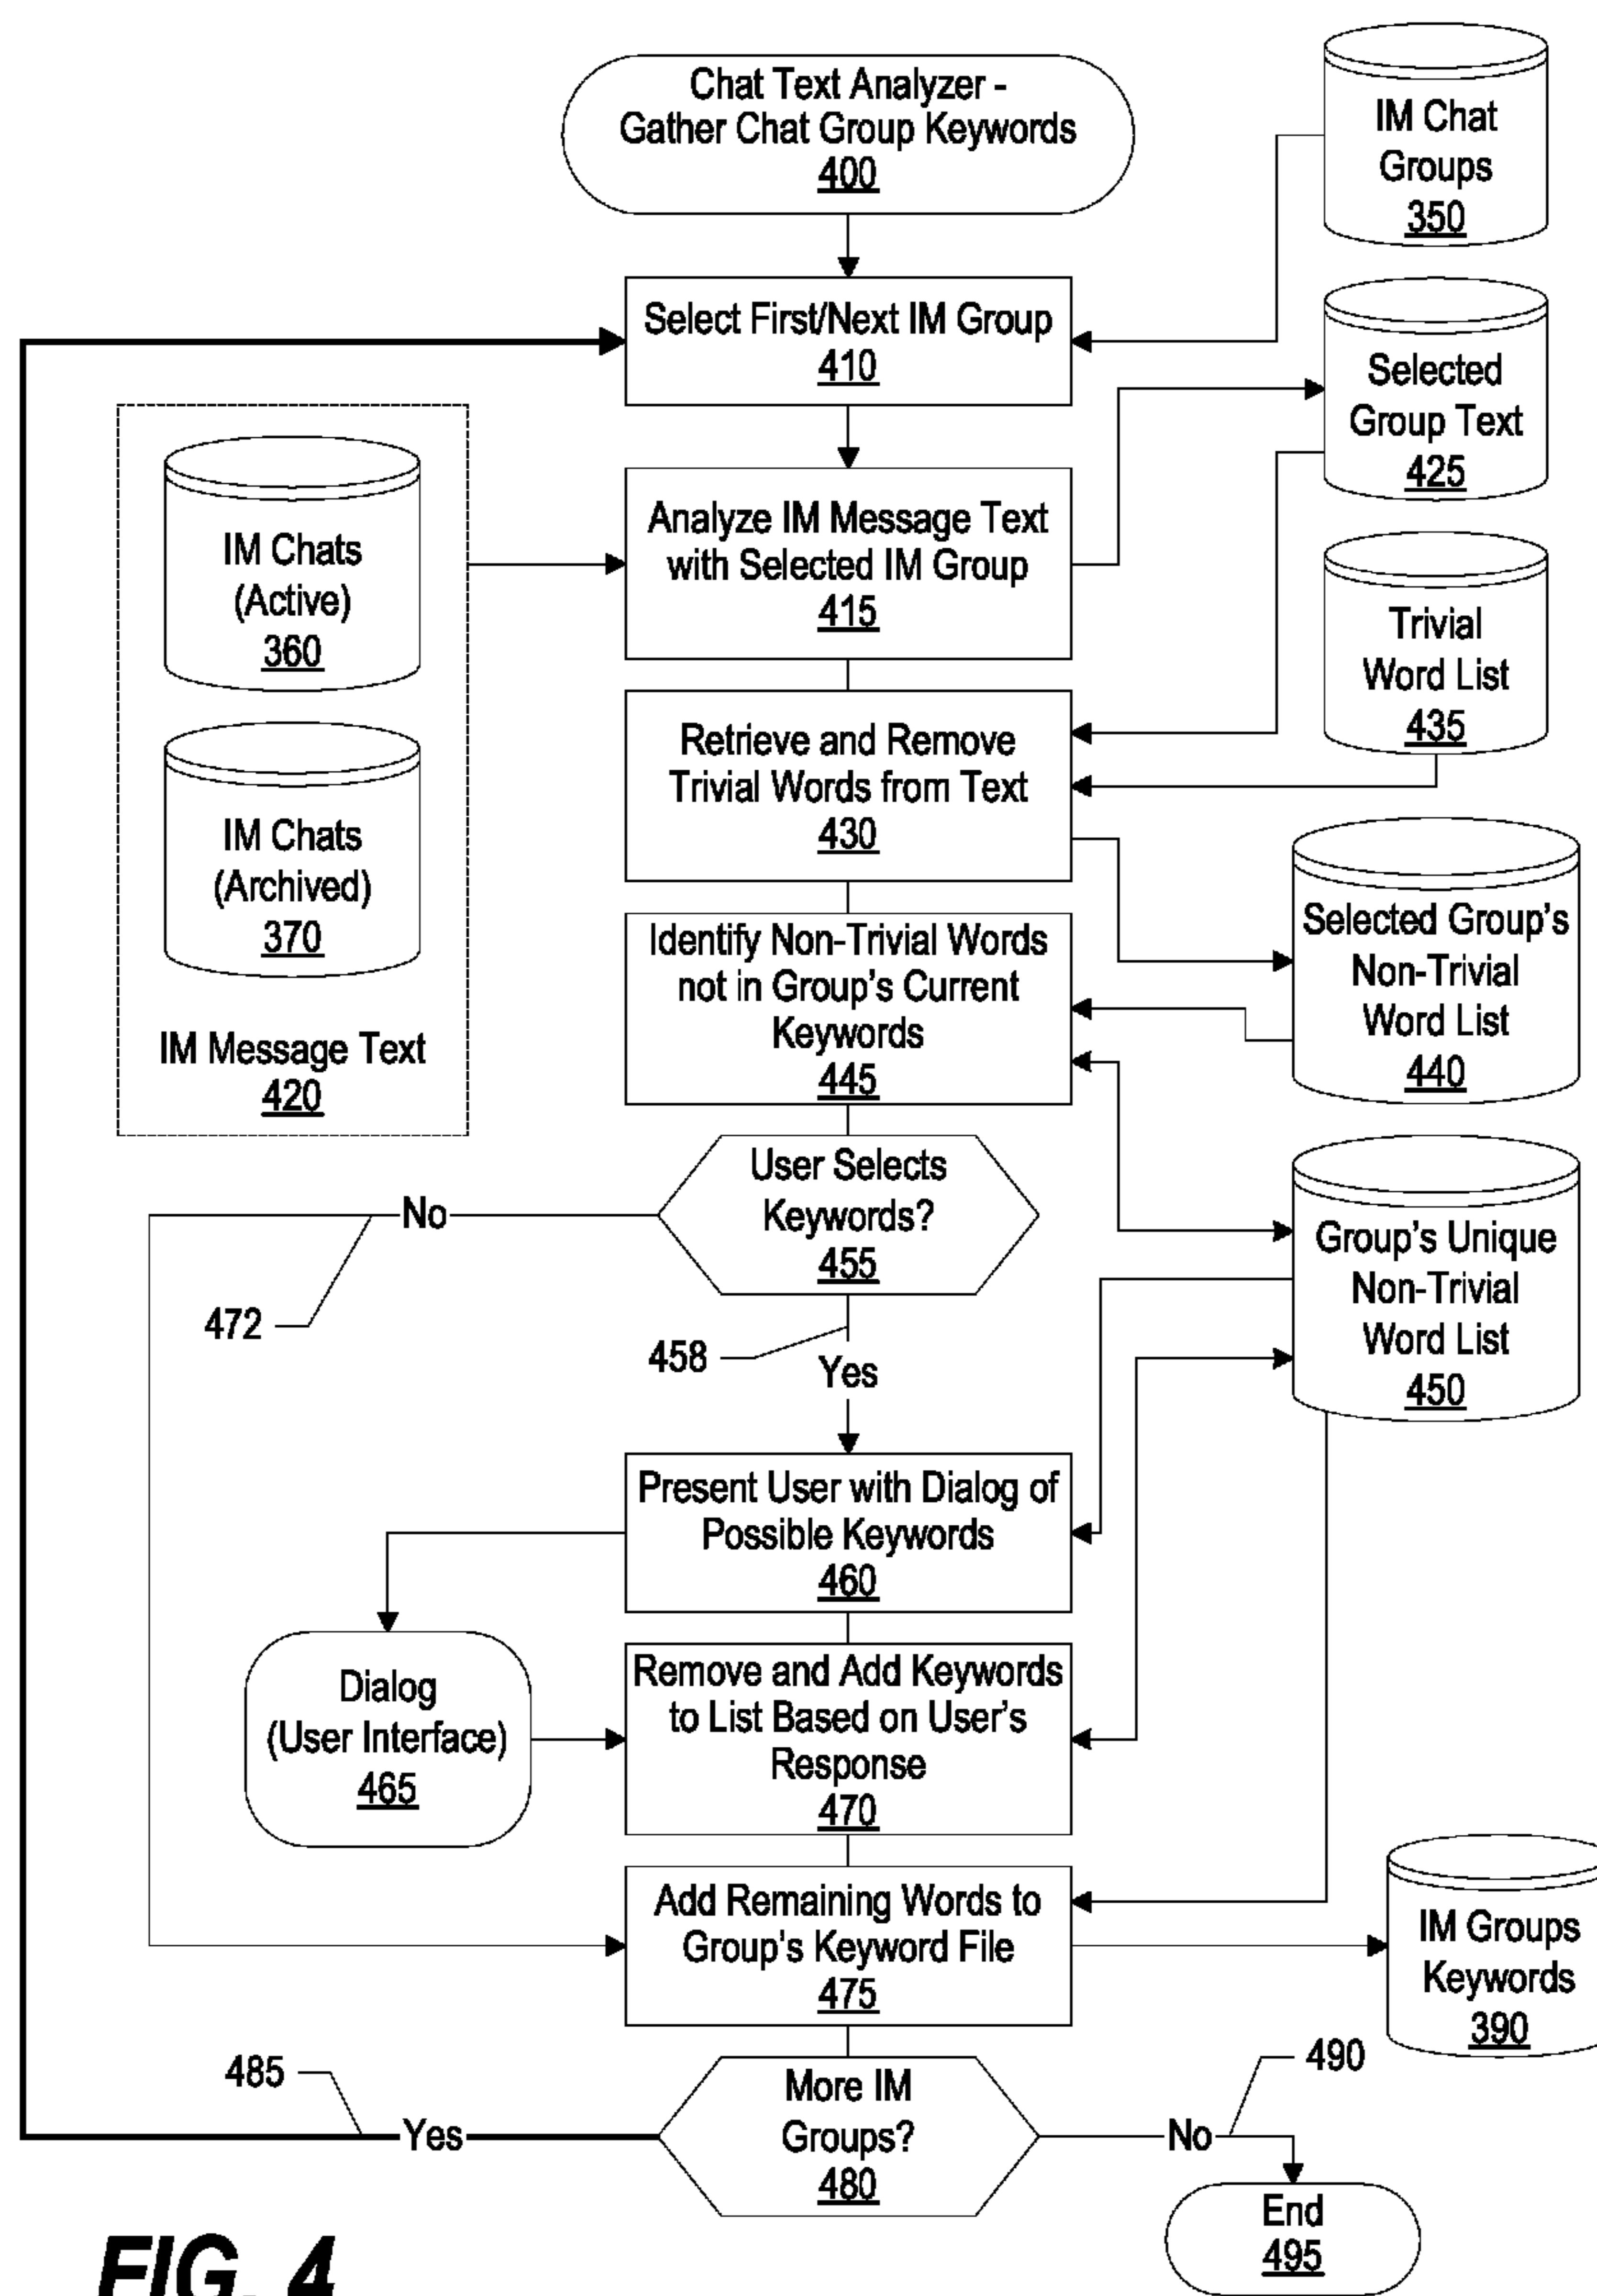 Chat Text Analyzer -
Gather Chat Group Keywords
400
IM Chat
Groups
350
Select First/Next IM Group
410
Selected
Group Text
425
IM Chats
(Active)
360
Analyze IM Message Text
with Selected IM Group
415
Trivial
Word List
435
Retrieve and Remove
Trivial Words from Text
430
IM Chats
(Archived)
370
IM Message Text
420
Identify Non-Trivial Words
not in Group's Current
Keywords
445
Selected Group's
Non-Trivial
Word List
440
User Selects
Keywords?
455
No
472
458
Yes
Group's Unique
Non-Trivial
Word List
450
Present User with Dialog of
Possible Keywords
460
Dialog
(User Interface)
465
Remove and Add Keywords
to List Based on User's
Response
470
Add Remaining Words to
Group's Keyword File
475
IM Groups
Keywords
390
485
Yes
More IM
Groups?
480
490
No
End
495
FIG. 4